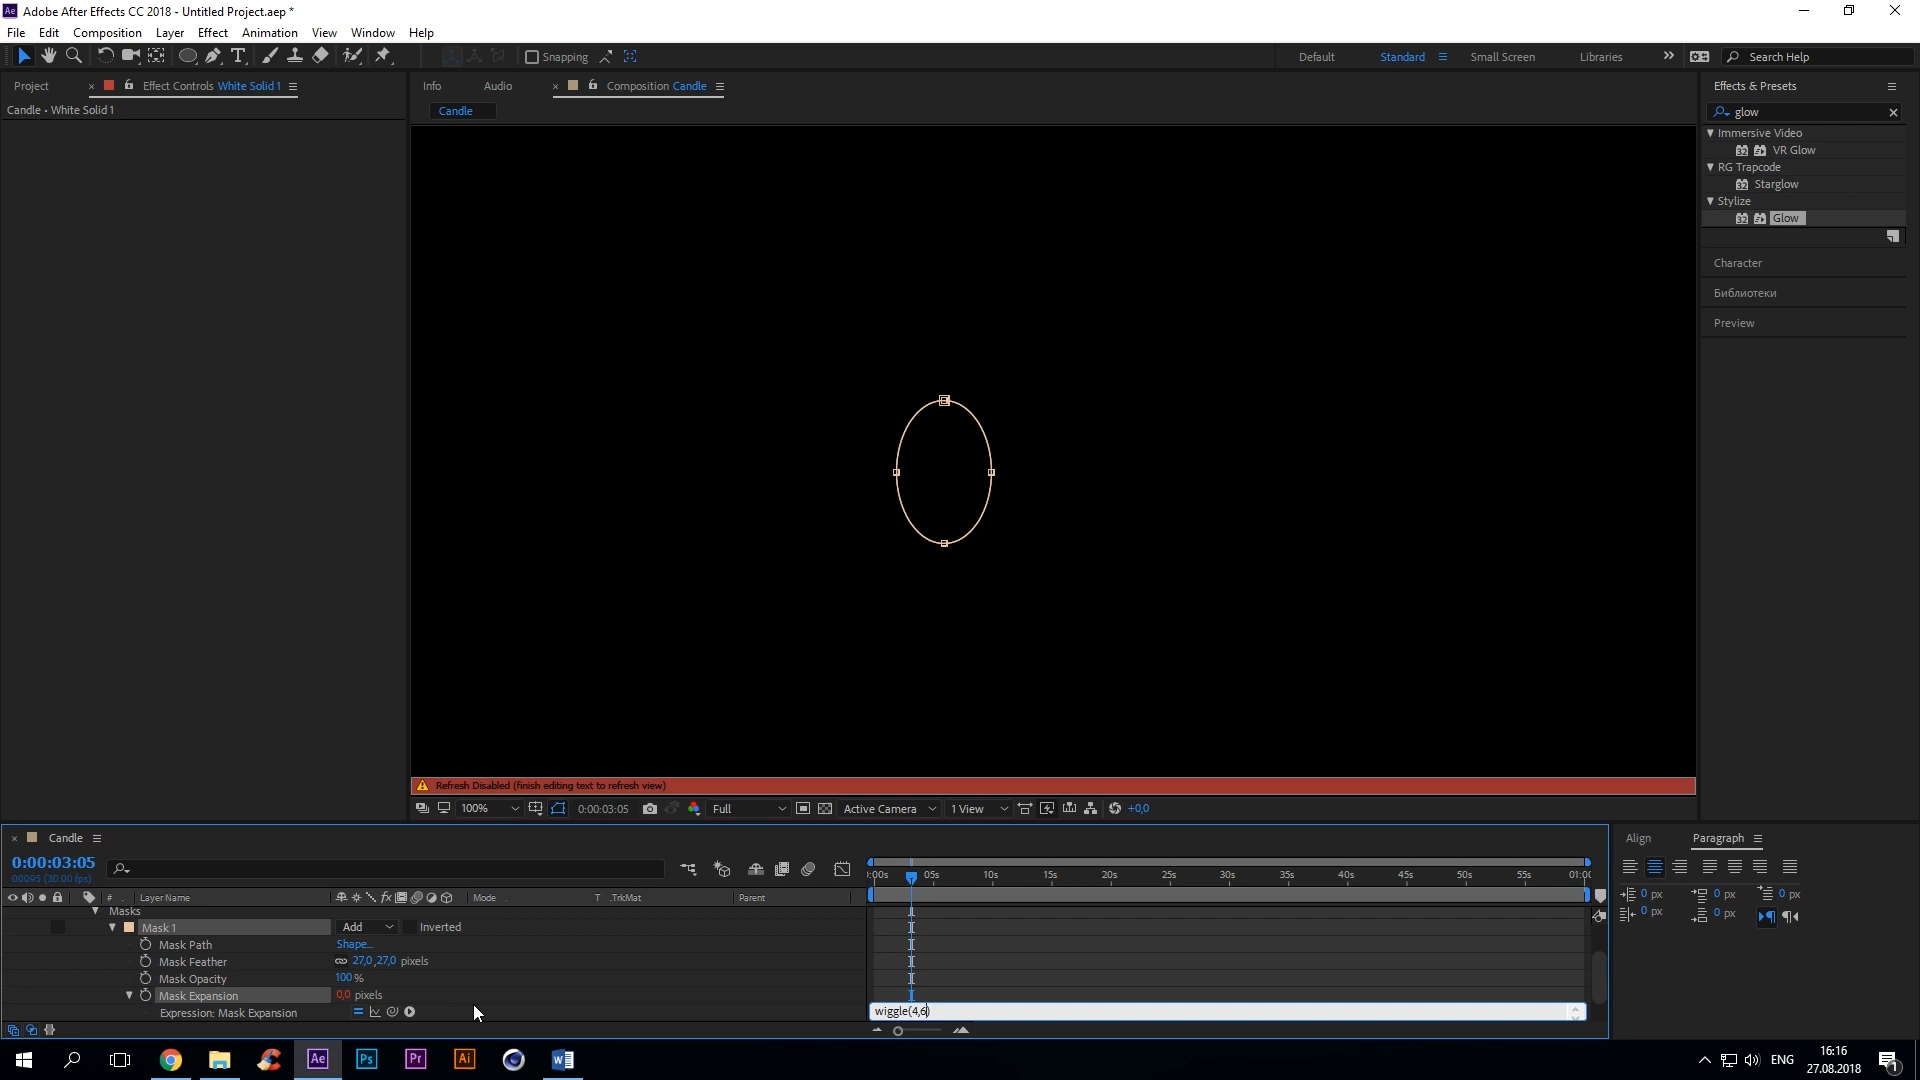 Ae Adobe After Effects CC 2018 - Untitled Project.aep *
File Edit Composition Layer Effect Animation View Window Help
Snapping Default Standard Small Screen Libraries Search Help
Project × Effect Controls White Solid 1
Candle • White Solid 1
Info Audio × Composition Candle
Candle
Effects & Presets
glow
Immersive Video
VR Glow
RG Trapcode
Starglow
Stylize
Glow
Character
Библиотеки
Preview
Refresh Disabled (finish editing text to refresh view)
100% 0:00:03:05 Full Active Camera 1 View +0,0
× Candle
0:00:03:05
00095 (30.00 fps)
:00s 05s 10s 15s 20s 25s 30s 35s 40s 45s 50s 55s 01:00
# Layer Name Mode T .TrkMat Parent
Masks
Mask 1 Add Inverted
Mask Path Shape...
Mask Feather 27,0 ,27,0 pixels
Mask Opacity 100 %
Mask Expansion 0,0 pixels
Expression: Mask Expansion
wiggle(4,6)
Align Paragraph
0 px 0 px 0 px
0 px 0 px
Ae Ps Pr Ai W ENG
16:16
27.08.2018
1